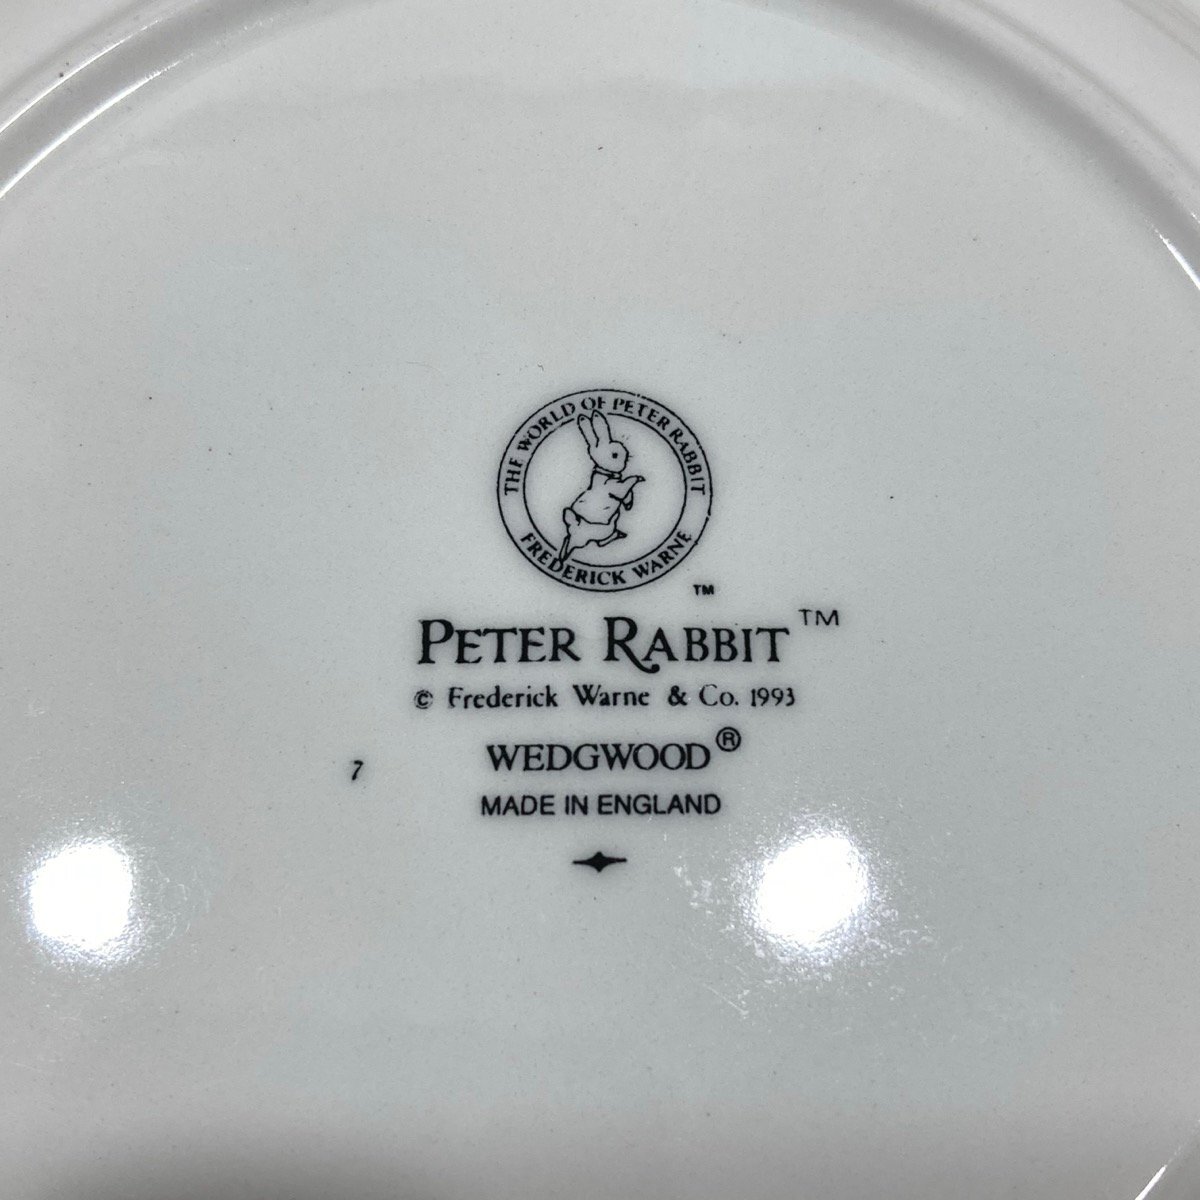 THE WORLD OF PETER RABBIT
FREDERICK WARNE
TM
PETER RABBIT TM
© Frederick Warne & Co. 1993
WEDGWOOD®
7
MADE IN ENGLAND